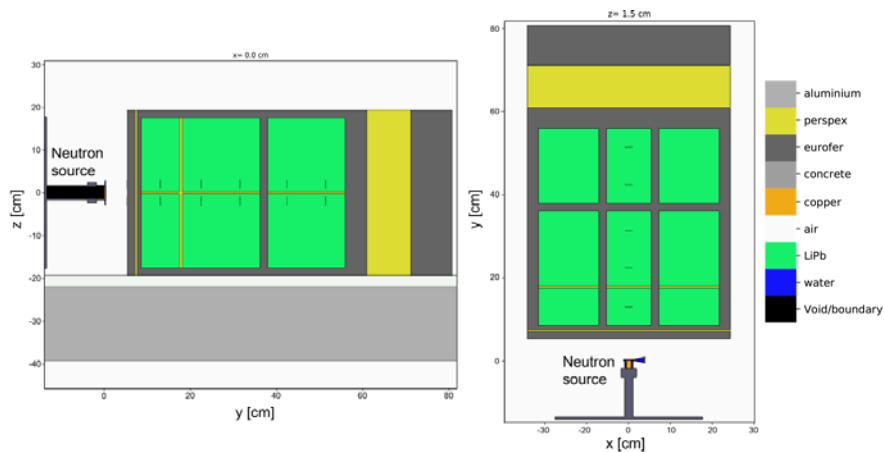 x= 0.0 cm
30
20
10
0
-10
-20
-30
-40
z [cm]
Neutron
source
0
20
40
60
80
y [cm]
z= 1.5 cm
80
60
40
20
0
y [cm]
Neutron
source
-30
-20
-10
0
10
20
30
x [cm]
aluminium
perspex
eurofer
concrete
copper
air
LiPb
water
Void/boundary